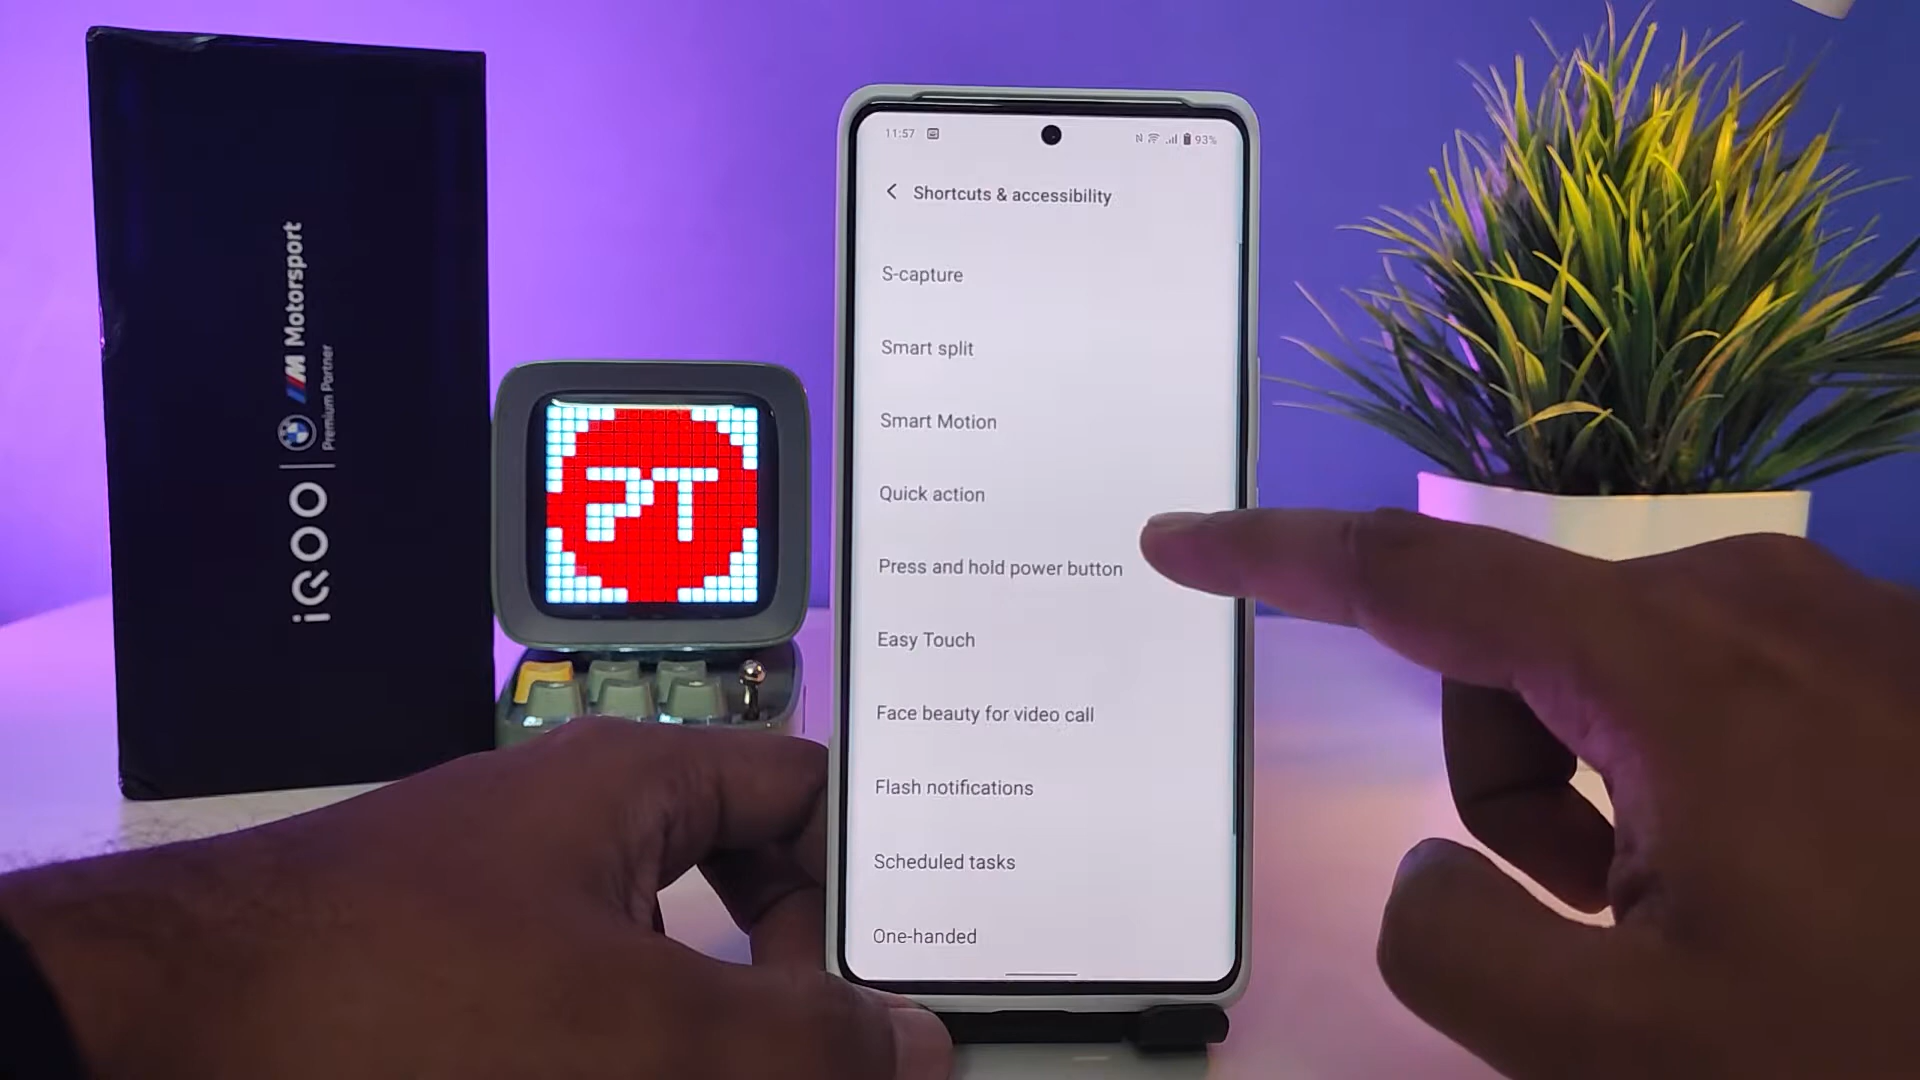 iQOO
M Motorsport
Premium Partner
PT
11:57
N
93%
Shortcuts & accessibility
S-capture
Smart split
Smart Motion
Quick action
Press and hold power button
Easy Touch
Face beauty for video call
Flash notifications
Scheduled tasks
One-handed